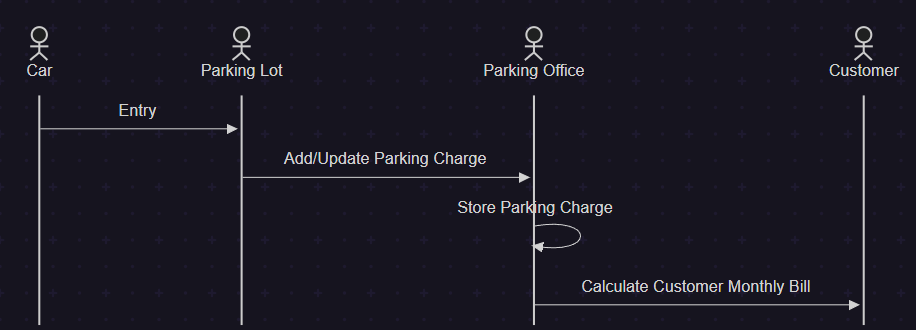 Car
Parking Lot
Parking Office
Customer
Entry
Add/Update Parking Charge
Store Parking Charge
Calculate Customer Monthly Bill